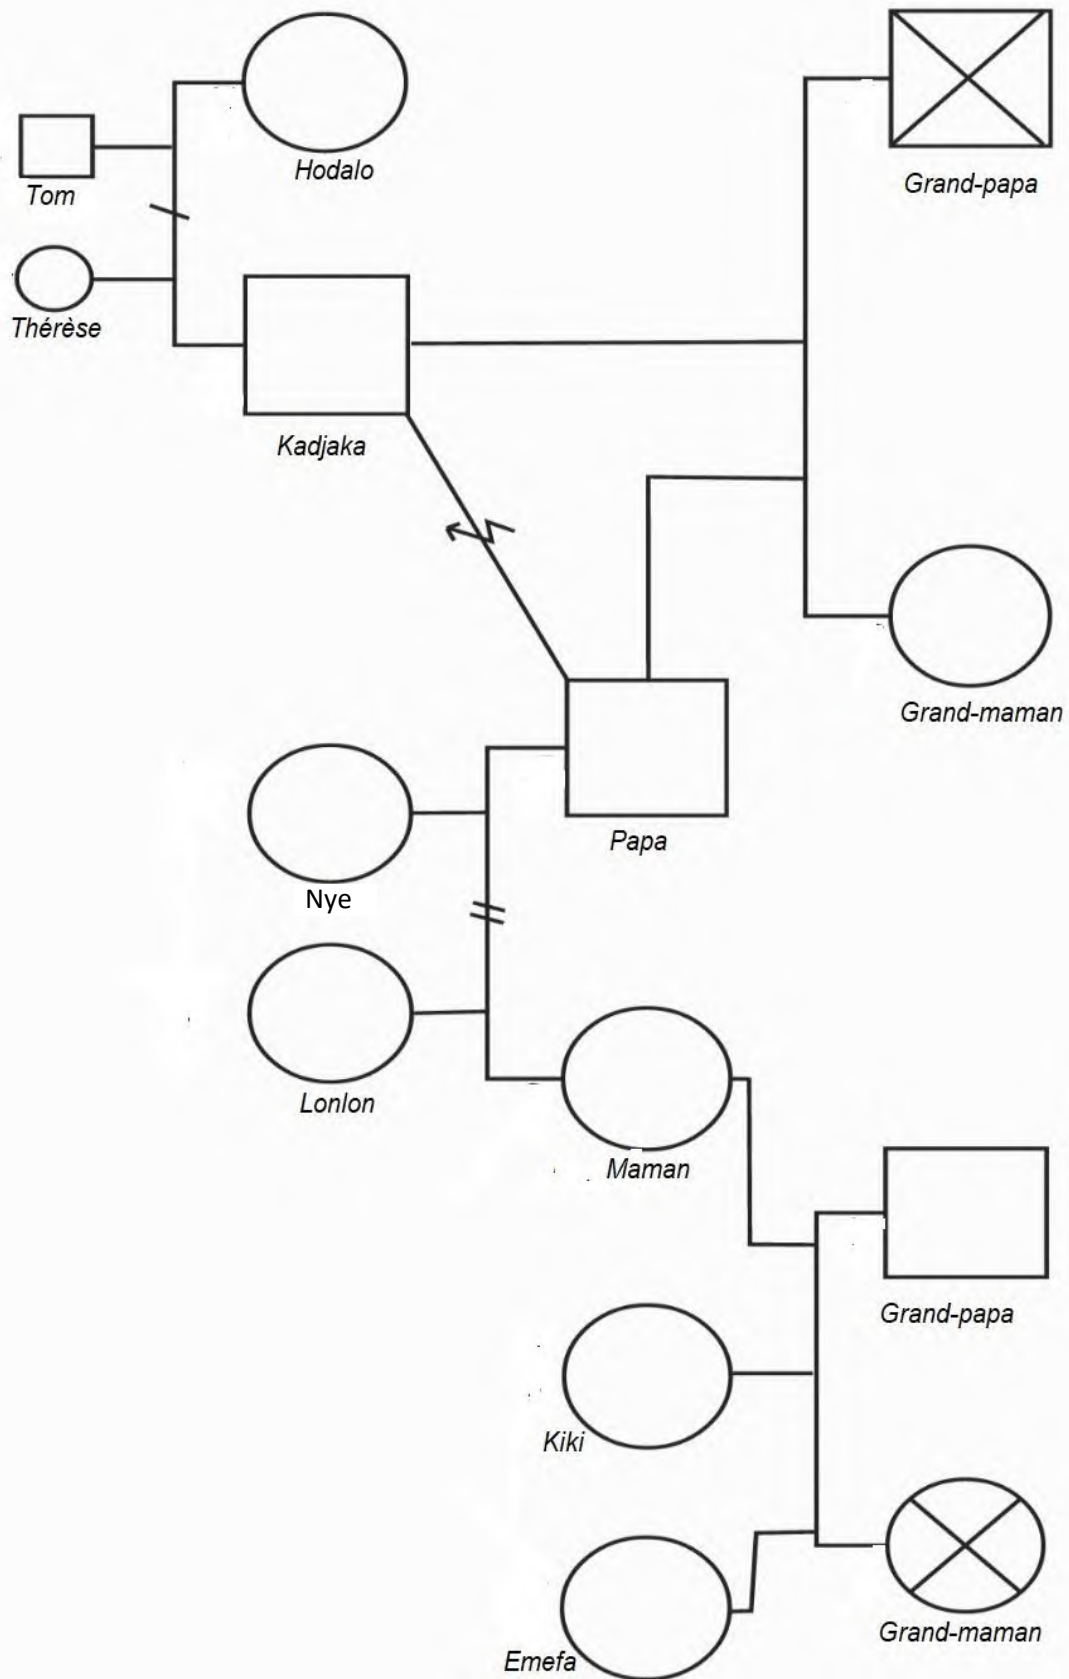 Hodalo
Grand-papa
Tom
Thérèse
Kadjaka
Grand-maman
Papa
Nye
Lonlon
Maman
Grand-papa
Kiki
Grand-maman
Emefa